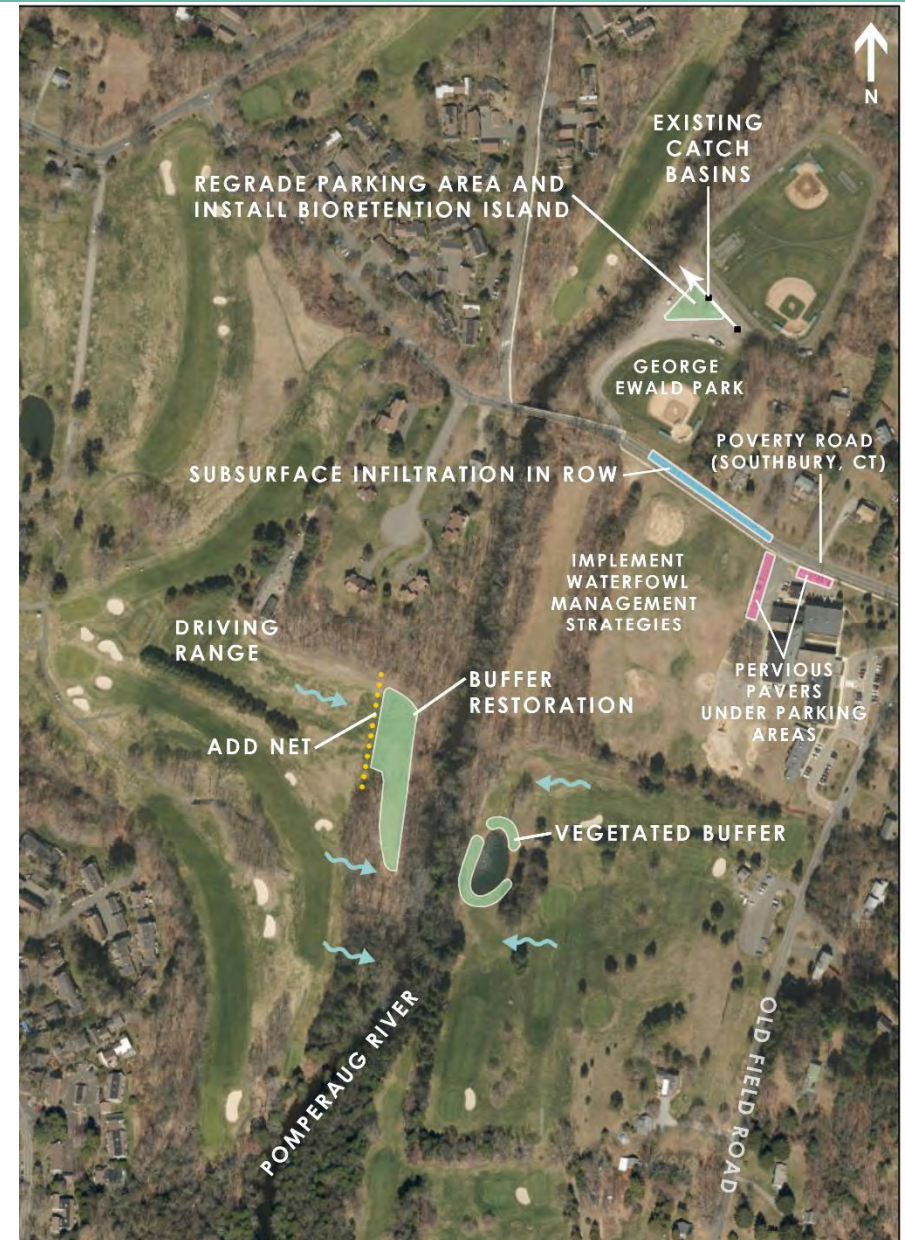 N
EXISTING
CATCH
BASINS
REGRADE PARKING AREA AND
INSTALL BIORETENTION ISLAND
GEORGE
EWALD PARK
POVERTY ROAD
(SOUTHBURY, CT)
SUBSURFACE INFILTRATION IN ROW
IMPLEMENT
WATERFOWL
MANAGEMENT
STRATEGIES
DRIVING
RANGE
PERVIOUS
PAVERS
UNDER PARKING
AREAS
BUFFER
RESTORATION
ADD NET
VEGETATED BUFFER
POMPERAUG RIVER
OLD FIELD ROAD